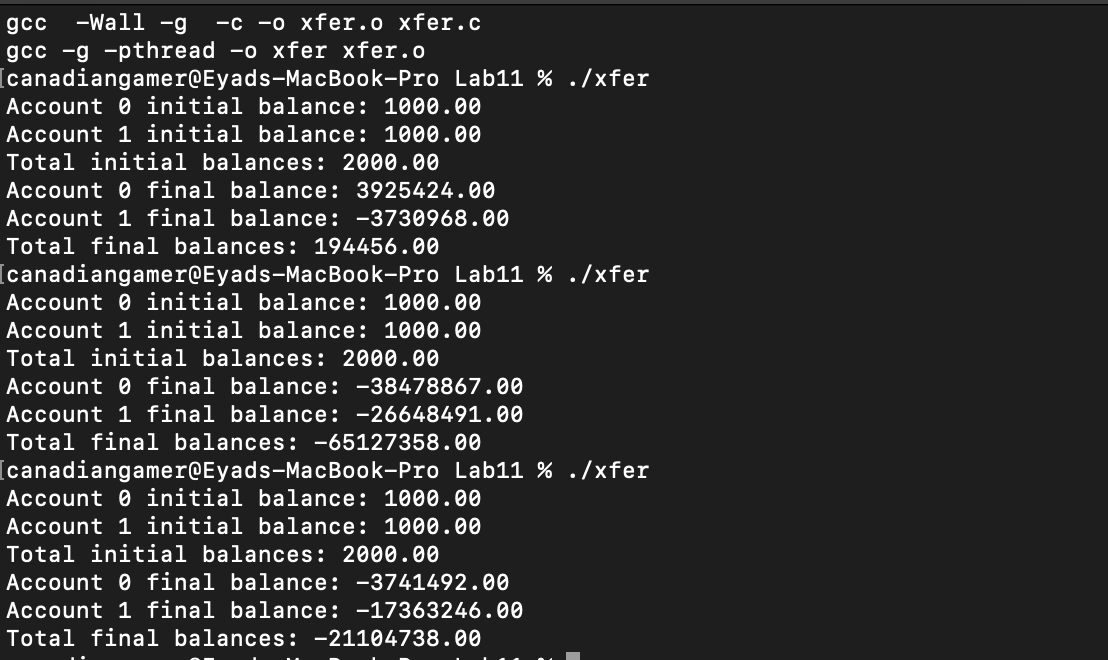 gcc  -Wall -g  -c -o xfer.o xfer.c
gcc -g -pthread -o xfer xfer.o
[canadiangamer@Eyads-MacBook-Pro Lab11 % ./xfer
Account 0 initial balance: 1000.00
Account 1 initial balance: 1000.00
Total initial balances: 2000.00
Account 0 final balance: 3925424.00
Account 1 final balance: -3730968.00
Total final balances: 194456.00
[canadiangamer@Eyads-MacBook-Pro Lab11 % ./xfer
Account 0 initial balance: 1000.00
Account 1 initial balance: 1000.00
Total initial balances: 2000.00
Account 0 final balance: -38478867.00
Account 1 final balance: -26648491.00
Total final balances: -65127358.00
[canadiangamer@Eyads-MacBook-Pro Lab11 % ./xfer
Account 0 initial balance: 1000.00
Account 1 initial balance: 1000.00
Total initial balances: 2000.00
Account 0 final balance: -3741492.00
Account 1 final balance: -17363246.00
Total final balances: -21104738.00